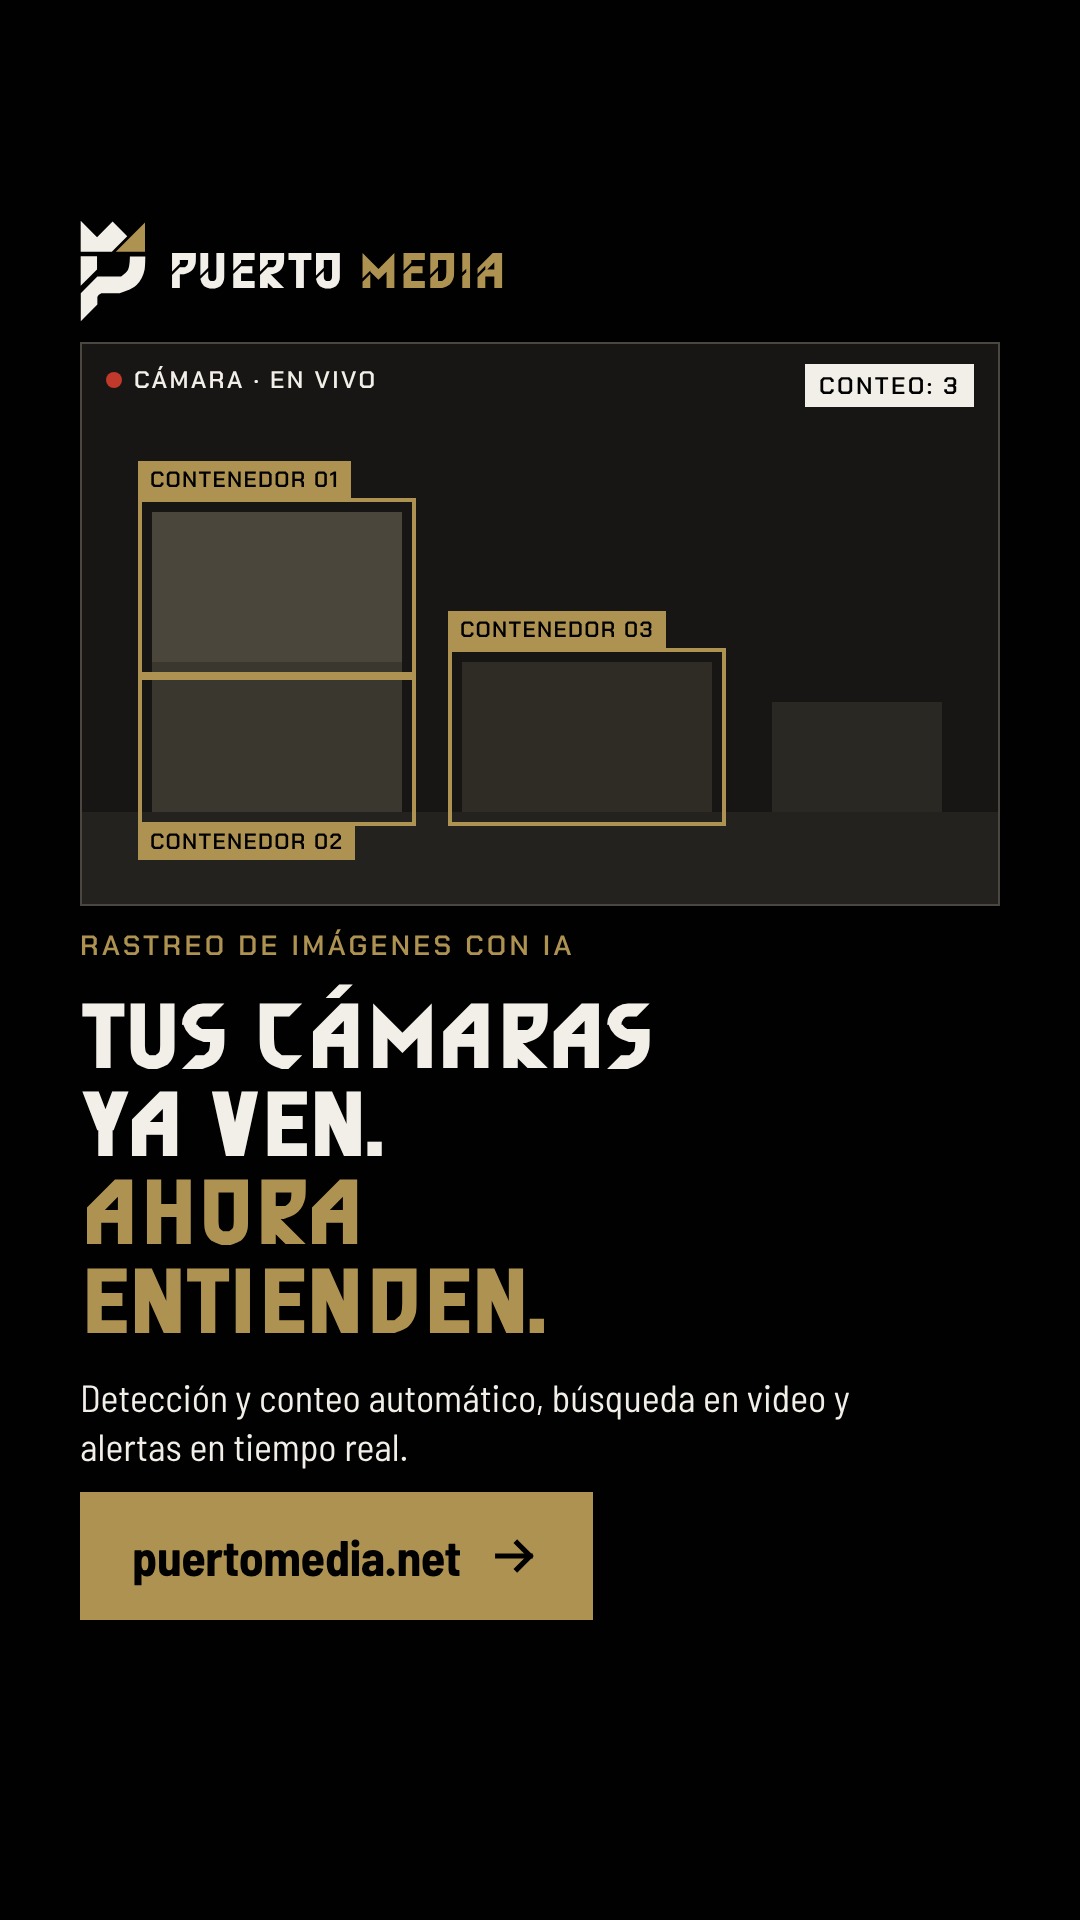 PUERTO MEDIA
CÁMARA · EN VIVO
CONTEO: 3
CONTENEDOR 01
CONTENEDOR 03
CONTENEDOR 02
RASTREO DE IMÁGENES CON IA
TUS CÁMARAS
YA VEN.
AHORA
ENTIENDEN.
Detección y conteo automático, búsqueda en video y
alertas en tiempo real.
puertomedia.net →